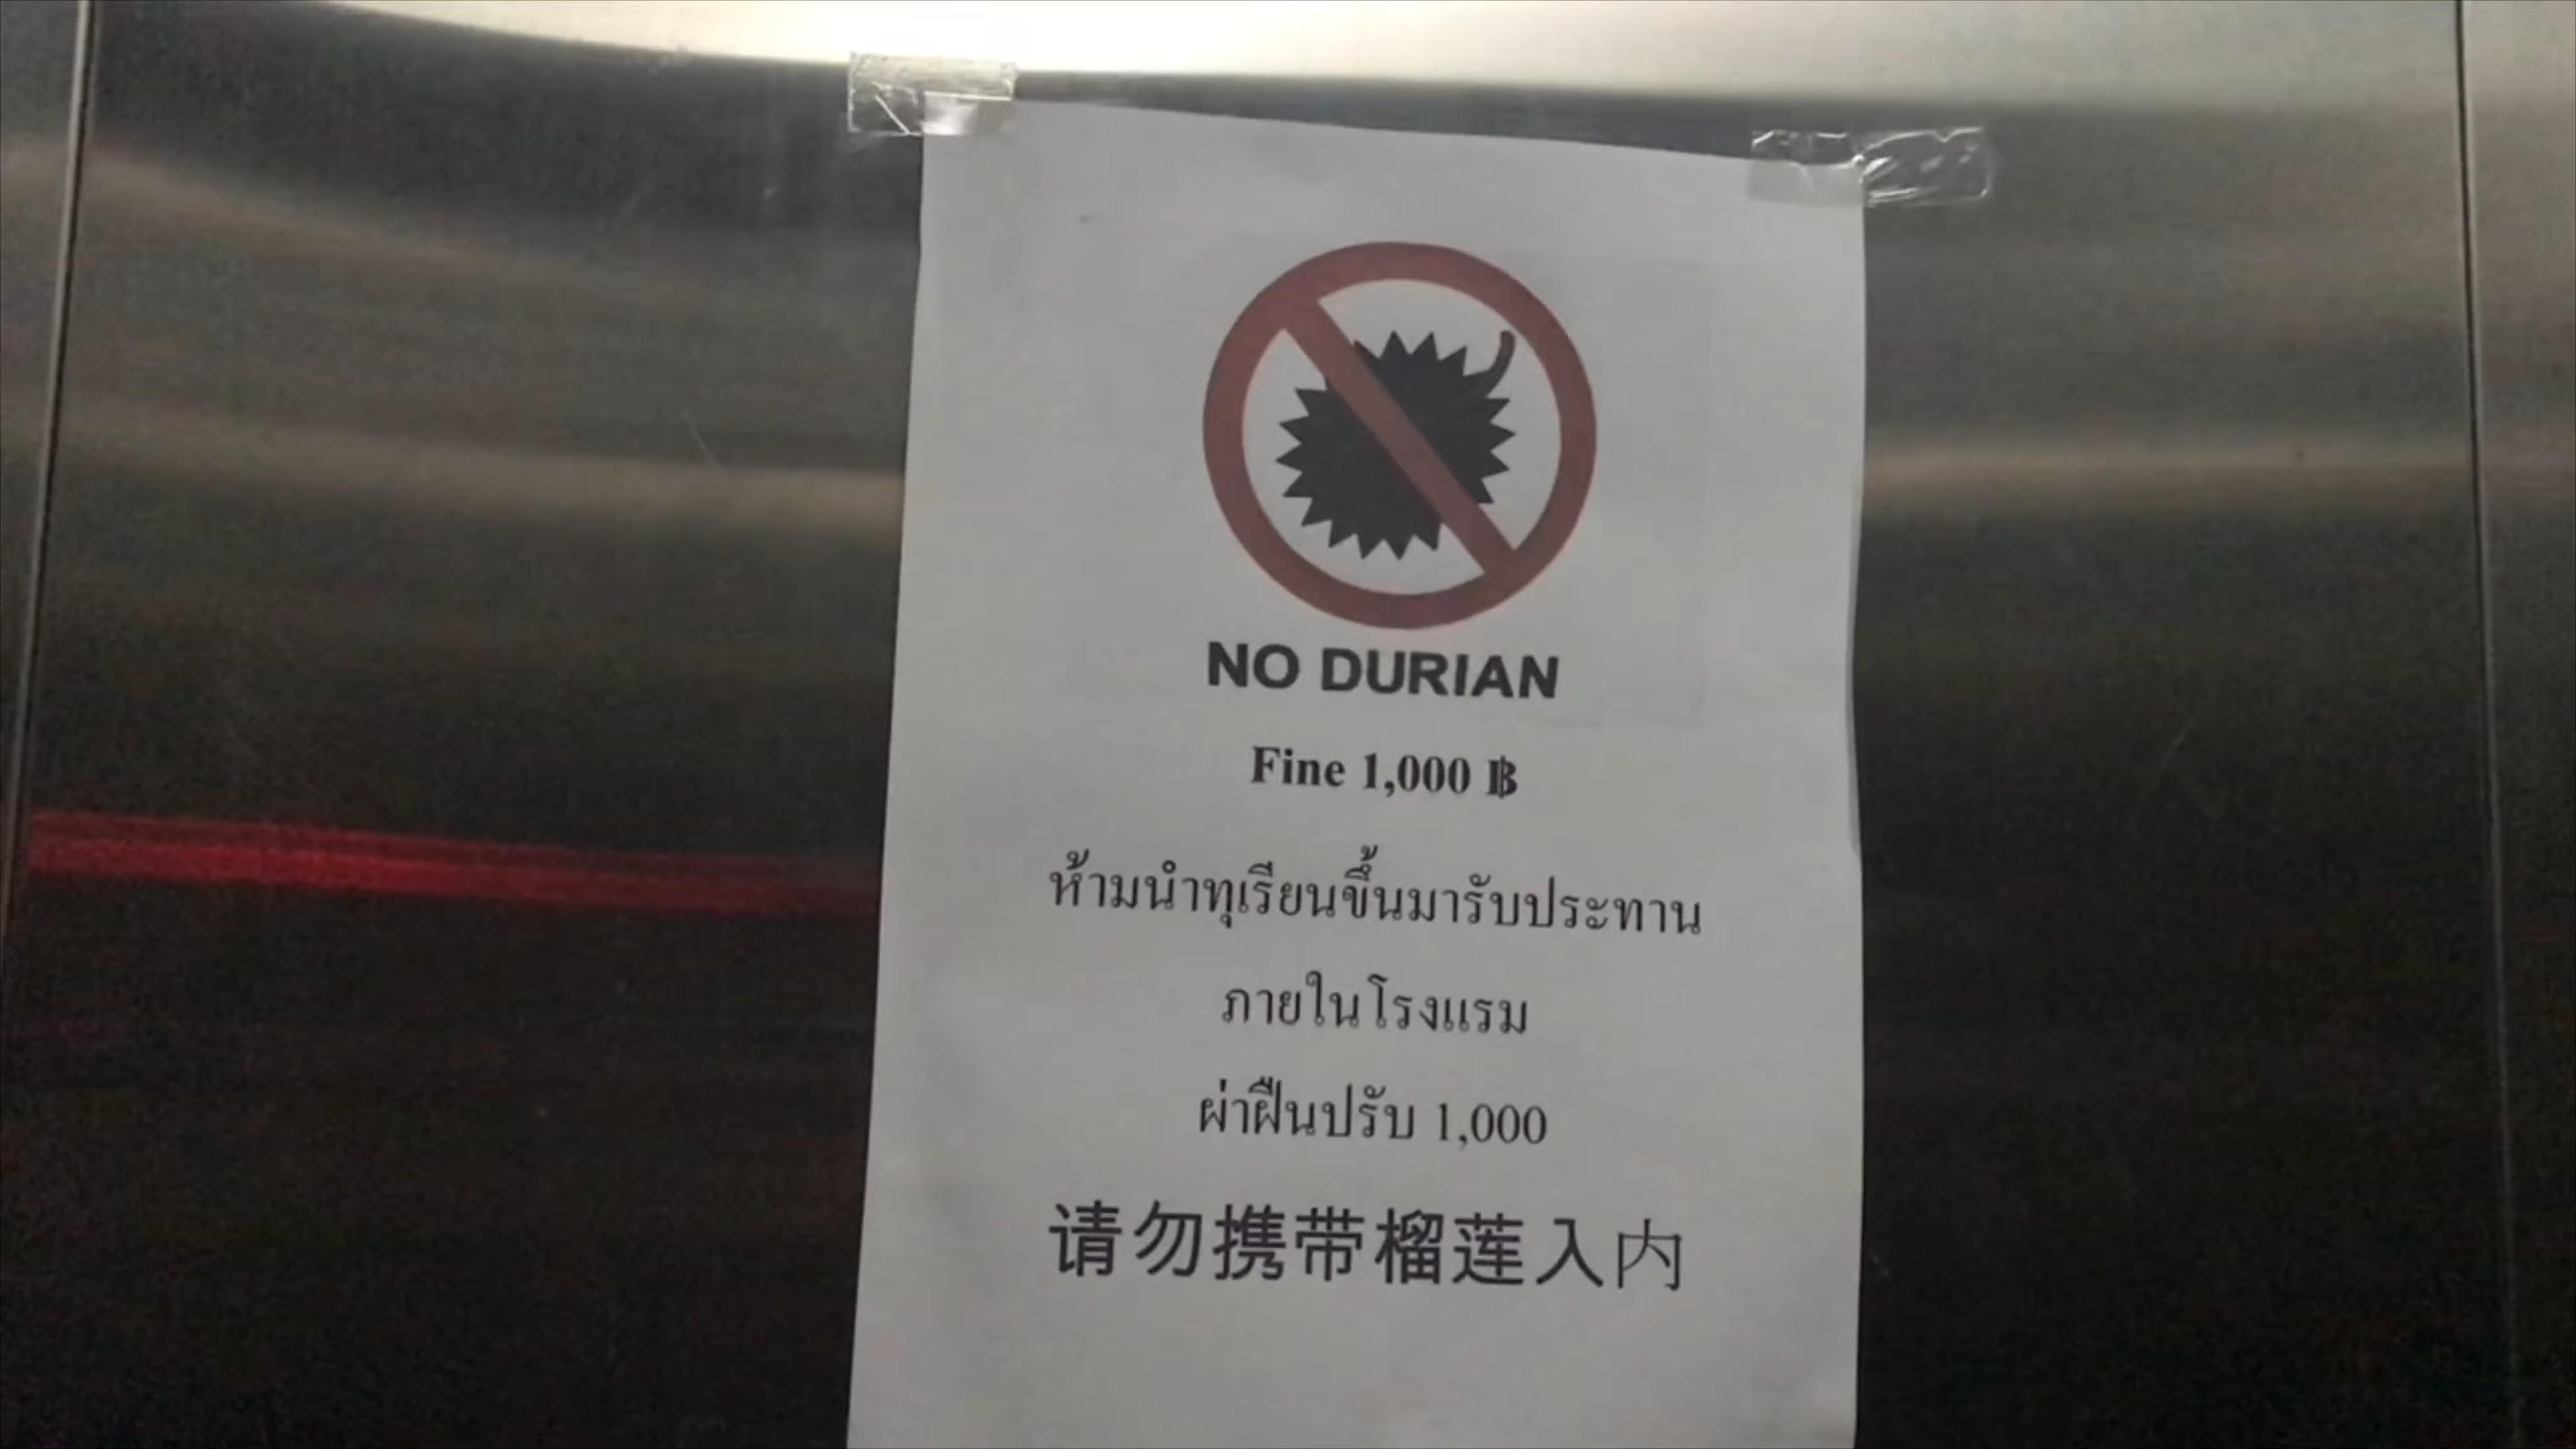 NO DURIAN
Fine 1,000 ฿
ห้ามนำทุเรียนขึ้นมารับประทาน
ภายในโรงแรม
ผ่าฝืนปรับ 1,000
请勿携带榴莲入内